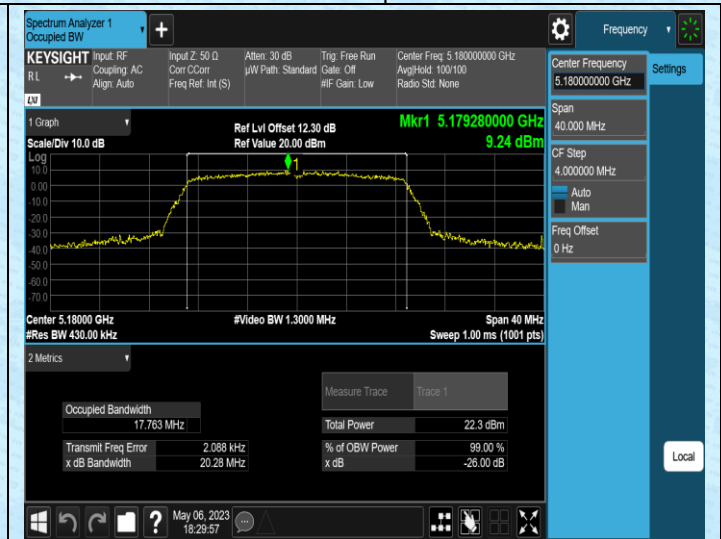 Spectrum Analyzer 1
Occupied BW
+
Frequency
KEYSIGHT
R L
LXI
Input: RF
Coupling: AC
Align: Auto
Input Z: 50 Ω
Corr CCorr
Freq Ref: Int (S)
Atten: 30 dB
µW Path: Standard
Trig: Free Run
Gate: Off
#IF Gain: Low
Center Freq: 5.180000000 GHz
Avg|Hold: 100/100
Radio Std: None
Center Frequency
5.180000000 GHz
Settings
Span
40.000 MHz
CF Step
4.000000 MHz
Auto
Man
Freq Offset
0 Hz
1 Graph
Scale/Div 10.0 dB
Ref Lvl Offset 12.30 dB
Ref Value 20.00 dBm
Mkr1 5.179280000 GHz
9.24 dBm
Log
10.0
0.00
-10.0
-20.0
-30.0
-40.0
-50.0
-60.0
-70.0
1
Center 5.18000 GHz
#Res BW 430.00 kHz
#Video BW 1.3000 MHz
Span 40 MHz
Sweep 1.00 ms (1001 pts)
2 Metrics
Measure Trace
Trace 1
Occupied Bandwidth
17.763 MHz
Total Power
22.3 dBm
Transmit Freq Error
2.088 kHz
% of OBW Power
99.00 %
x dB Bandwidth
20.28 MHz
x dB
-26.00 dB
Local
?
May 06, 2023
18:29:57